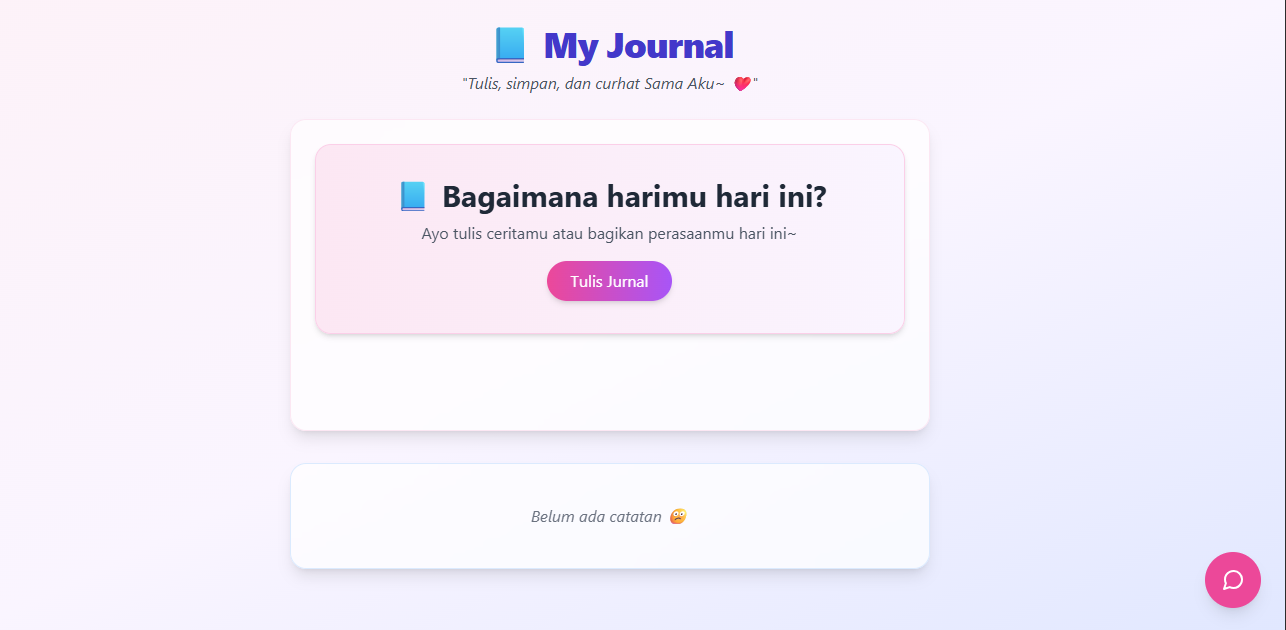 📘 My Journal
"Tulis, simpan, dan curhat Sama Aku~ 💖"
📘 Bagaimana harimu hari ini?
Ayo tulis ceritamu atau bagikan perasaanmu hari ini~
Tulis Jurnal
Belum ada catatan 🫤